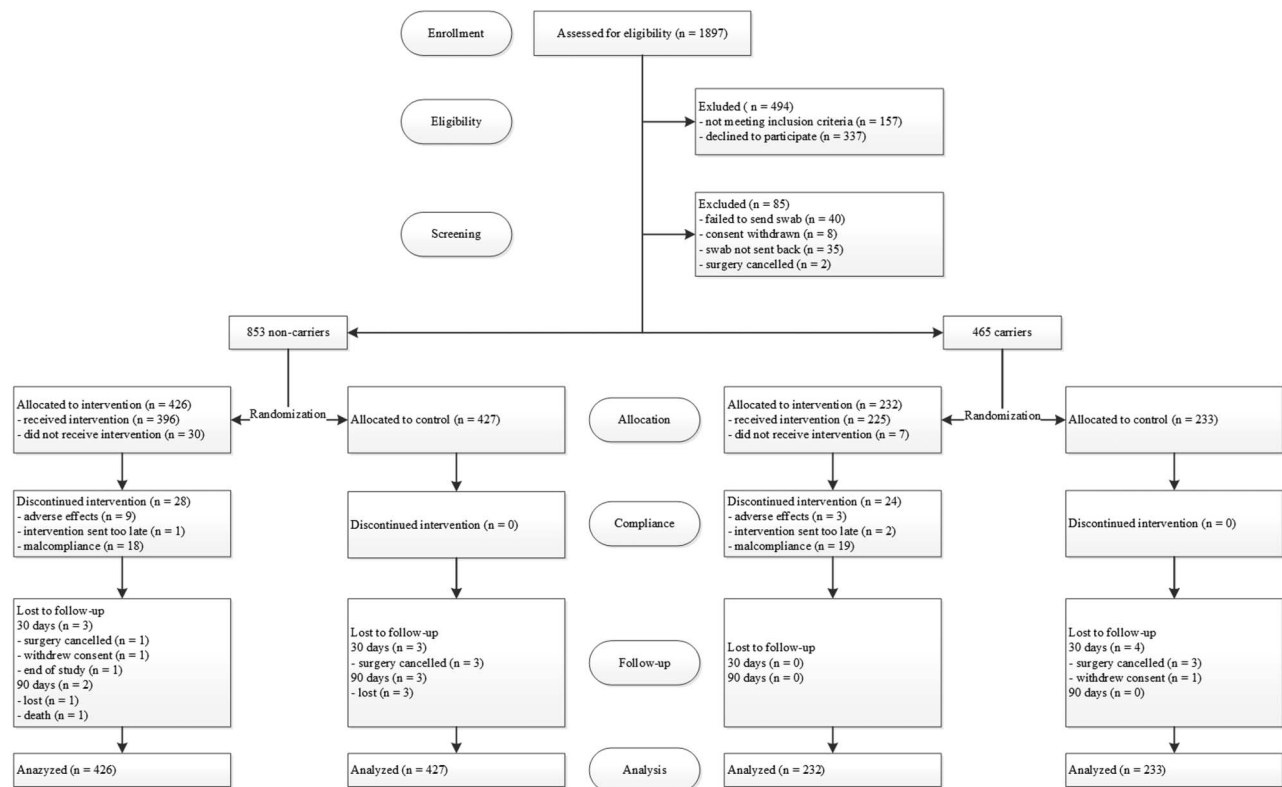 Enrollment
Assessed for eligibility (n = 1897)
Eligibility
Exluded ( n = 494)
- not meeting inclusion criteria (n = 157)
- declined to participate (n = 337)
Screening
Excluded (n = 85)
- failed to send swab (n = 40)
- consent withdrawn (n = 8)
- swab not sent back (n = 35)
- surgery cancelled (n = 2)
853 non-carriers
465 carriers
Allocated to intervention (n = 426)
- received intervention (n = 396)
- did not receive intervention (n = 30)
Randomization
Allocated to control (n = 427)
Allocation
Allocated to intervention (n = 232)
- received intervention (n = 225)
- did not receive intervention (n = 7)
Randomization
Allocated to control (n = 233)
Discontinued intervention (n = 28)
- adverse effects (n = 9)
- intervention sent too late (n = 1)
- malcompliance (n = 18)
Discontinued intervention (n = 0)
Compliance
Discontinued intervention (n = 24)
- adverse effects (n = 3)
- intervention sent too late (n = 2)
- malcompliance (n = 19)
Discontinued intervention (n = 0)
Lost to follow-up
30 days (n = 3)
- surgery cancelled (n = 1)
- withdrew consent (n = 1)
- end of study (n = 1)
90 days (n = 2)
- lost (n = 1)
- death (n = 1)
Lost to follow-up
30 days (n = 3)
- surgery cancelled (n = 3)
90 days (n = 3)
- lost (n = 3)
Follow-up
Lost to follow-up
30 days (n = 0)
90 days (n = 0)
Lost to follow-up
30 days (n = 4)
- surgery cancelled (n = 3)
- withdrew consent (n = 1)
90 days (n = 0)
Anazyzed (n = 426)
Analyzed (n = 427)
Analysis
Analyzed (n = 232)
Analyzed (n = 233)